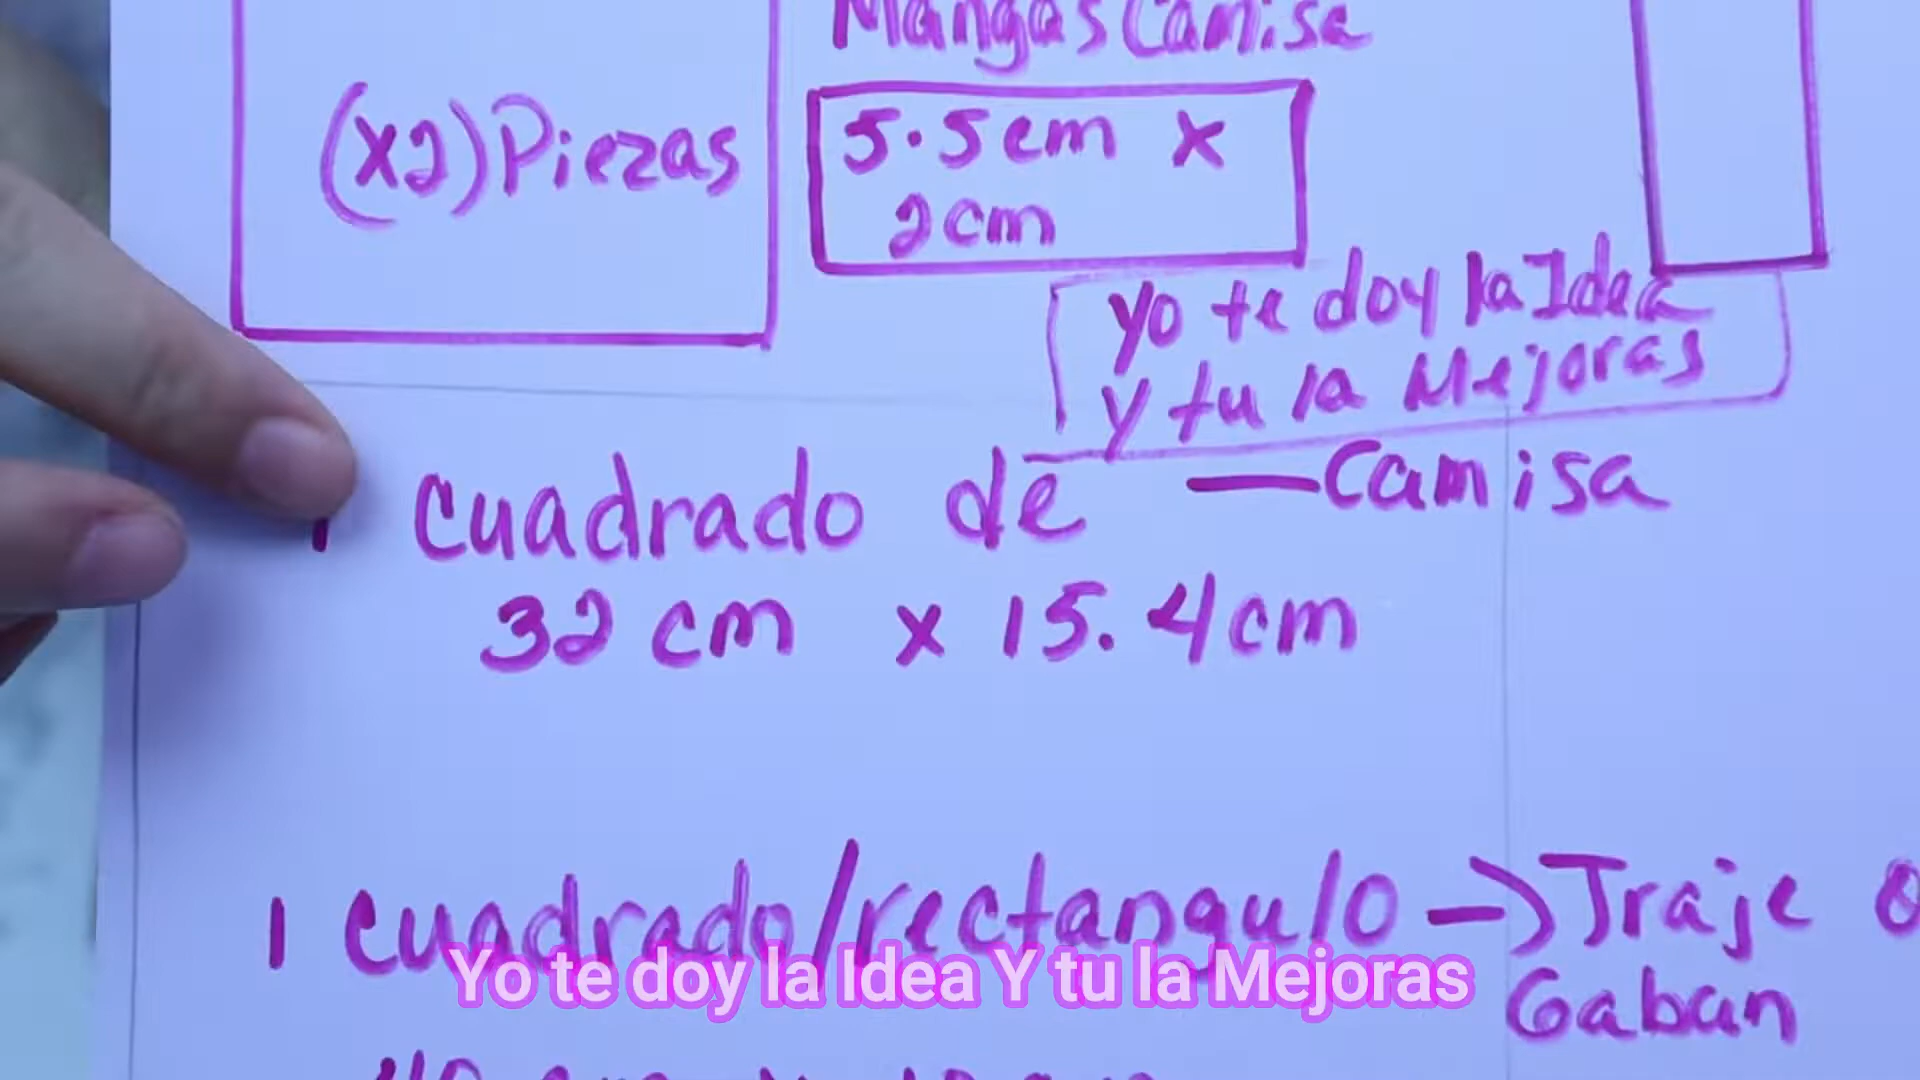 Mangas Camisa
(x2) Piezas
5.5cm x
2cm
Yo te doy la Idea
Y tu la Mejoras
1 cuadrado de — Camisa
32 cm x 15.4cm
1 cuadrado/rectangulo → Traje o
Gaban
Yo te doy la Idea Y tu la Mejoras